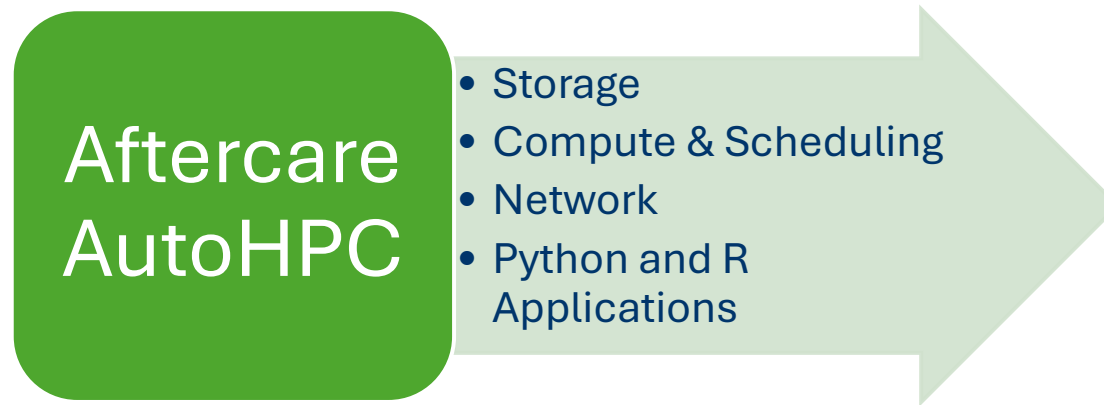 Aftercare
AutoHPC
• Storage
• Compute & Scheduling
• Network
• Python and R
Applications